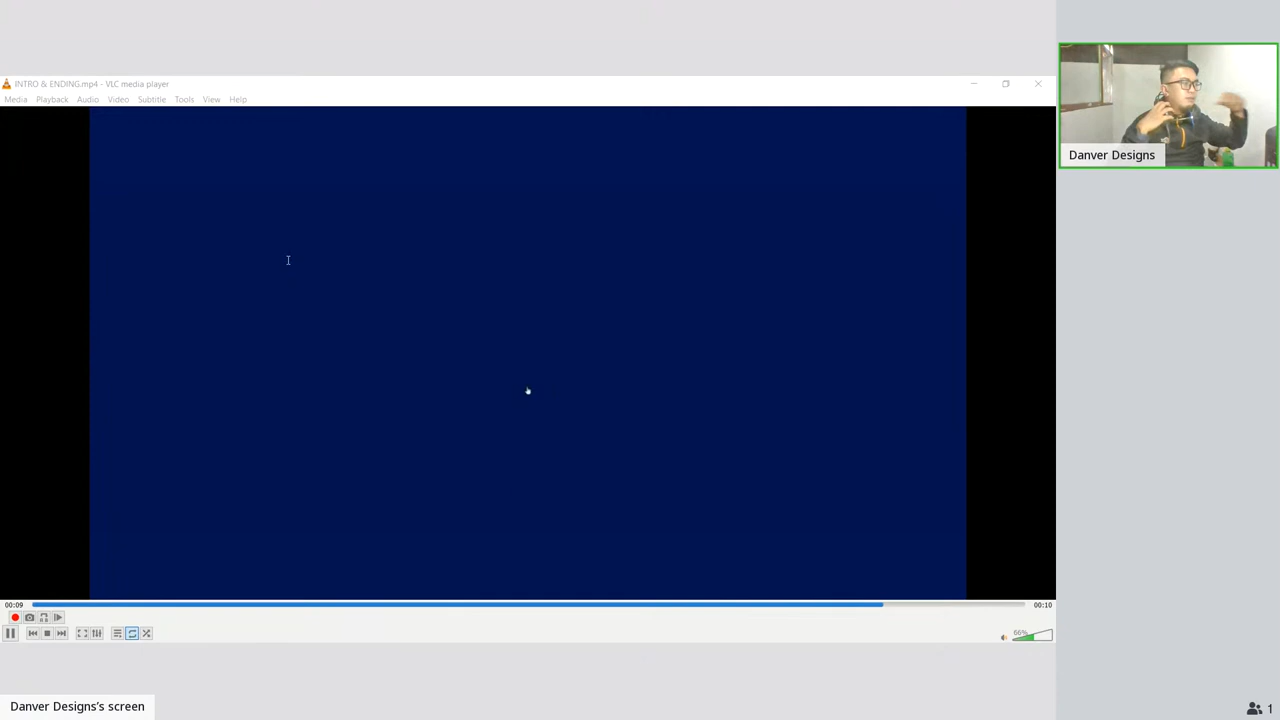 INTRO & ENDING.mp4 - VLC media player
Media Playback Audio Video Subtitle Tools View Help
Danver Designs
00:09
00:10
66%
Danver Designs's screen
1